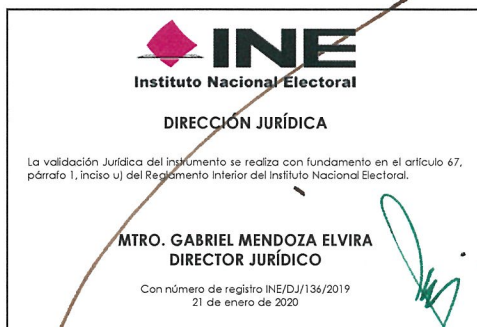 INE
Instituto Nacional Electoral
DIRECCIÓN JURÍDICA
La validación Jurídica del instrumento se realiza con fundamento en el artículo 67,
párrafo 1, inciso u) del Reglamento Interior del Instituto Nacional Electoral.
MTRO. GABRIEL MENDOZA ELVIRA
DIRECTOR JURÍDICO
Con número de registro INE/DJ/136/2019
21 de enero de 2020